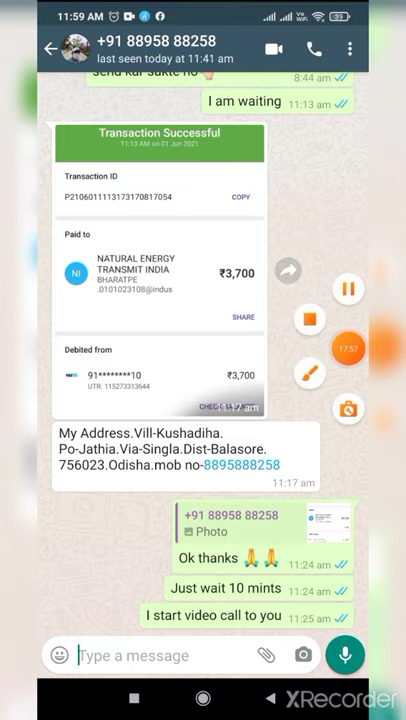 11:59 AM
39
+91 88958 88258
last seen today at 11:41 am
send kar sakte ho
8:44 am
I am waiting
11:13 am
Transaction Successful
11:13 AM on 01 Jun 2021
Transaction ID
P2106011113173170817054
COPY
Paid to
NI
NATURAL ENERGY
TRANSMIT INDIA
BHARATPE
.0101023108@indus
₹3,700
SHARE
Debited from
91********10
₹3,700
UTR: 115273313644
11:17 am
17:57
My Address.Vill-Kushadiha.
Po-Jathia.Via-Singla.Dist-Balasore.
756023.Odisha.mob no-8895888258
11:17 am
+91 88958 88258
Photo
Ok thanks 🙏 🙏
11:24 am
Just wait 10 mints
11:24 am
I start video call to you
11:25 am
Type a message
XRecorder